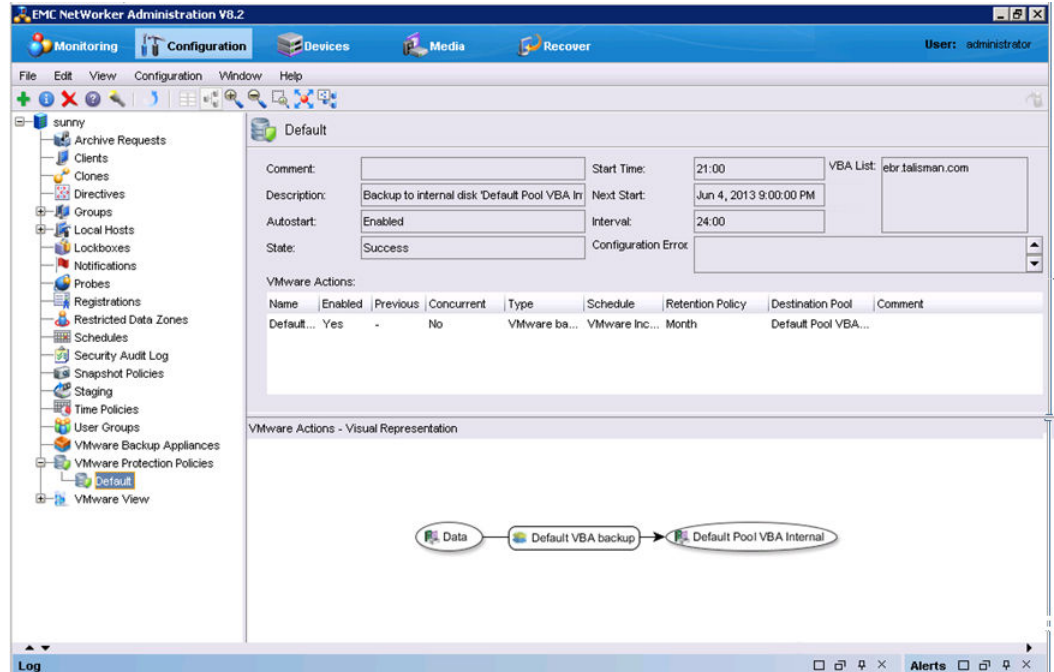 EMC NetWorker Administration V8.2
Monitoring Configuration Devices Media Recover User: administrator
File Edit View Configuration Window Help
sunny
Archive Requests
Clients
Clones
Directives
Groups
Local Hosts
Lockboxes
Notifications
Probes
Registrations
Restricted Data Zones
Schedules
Security Audit Log
Snapshot Policies
Staging
Time Policies
User Groups
VMware Backup Appliances
VMware Protection Policies
Default
VMware View
Default
Comment: Start Time: 21:00 VBA List: ebr.talisman.com
Description: Backup to internal disk 'Default Pool VBA In Next Start: Jun 4, 2013 9:00:00 PM
Autostart: Enabled Interval: 24:00
State: Success Configuration Error:
VMware Actions:
Name Enabled Previous Concurrent Type Schedule Retention Policy Destination Pool Comment
Default... Yes - No VMware ba... VMware Inc... Month Default Pool VBA...
VMware Actions - Visual Representation
Data Default VBA backup Default Pool VBA Internal
Log Alerts